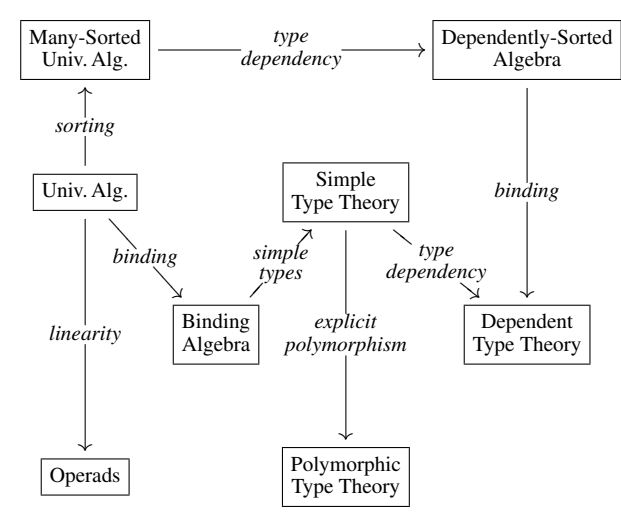 Many-Sorted
Univ. Alg.
type
dependency
Dependently-Sorted
Algebra
sorting
Univ. Alg.
Simple
Type Theory
binding
binding
simple
types
type
dependency
linearity
Binding
Algebra
explicit
polymorphism
Dependent
Type Theory
Operads
Polymorphic
Type Theory